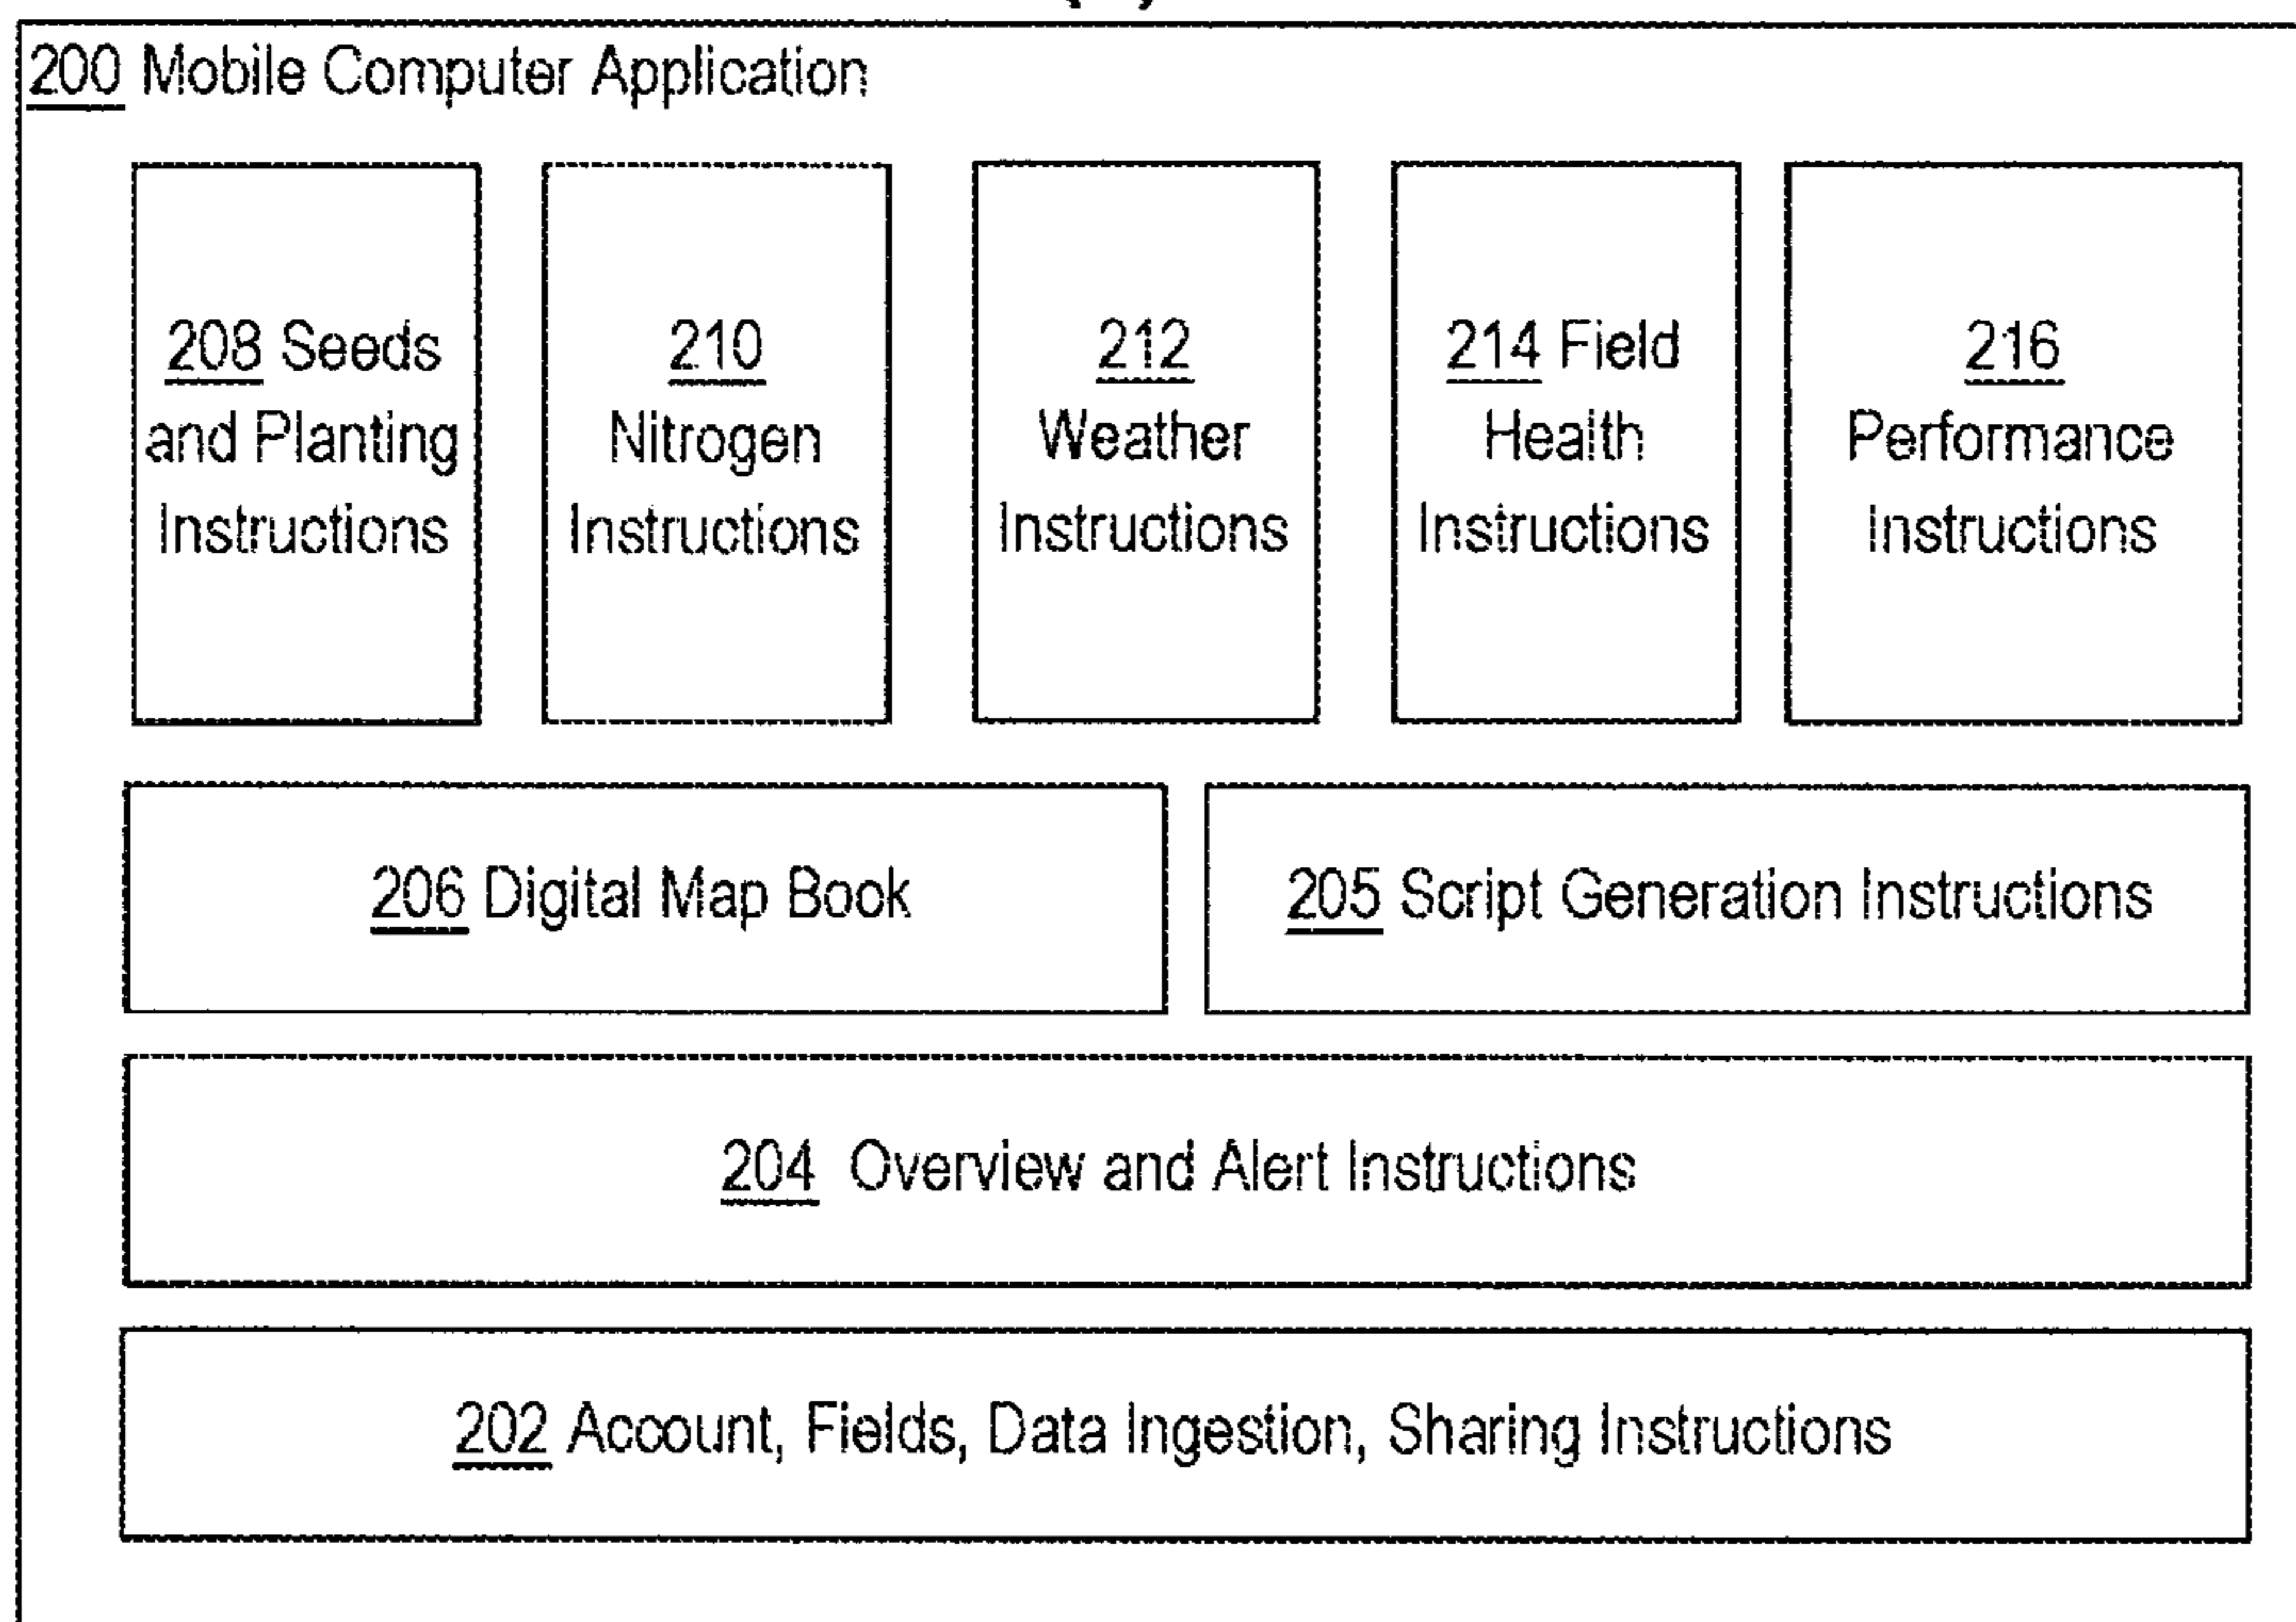 200 Mobile Computer Application
208 Seeds
and Planting
Instructions
210
Nitrogen
Instructions
212
Weather
Instructions
214 Field
Health
Instructions
216
Performance
Instructions
206 Digital Map Book
205 Script Generation Instructions
204 Overview and Alert Instructions
202 Account, Fields, Data Ingestion, Sharing Instructions